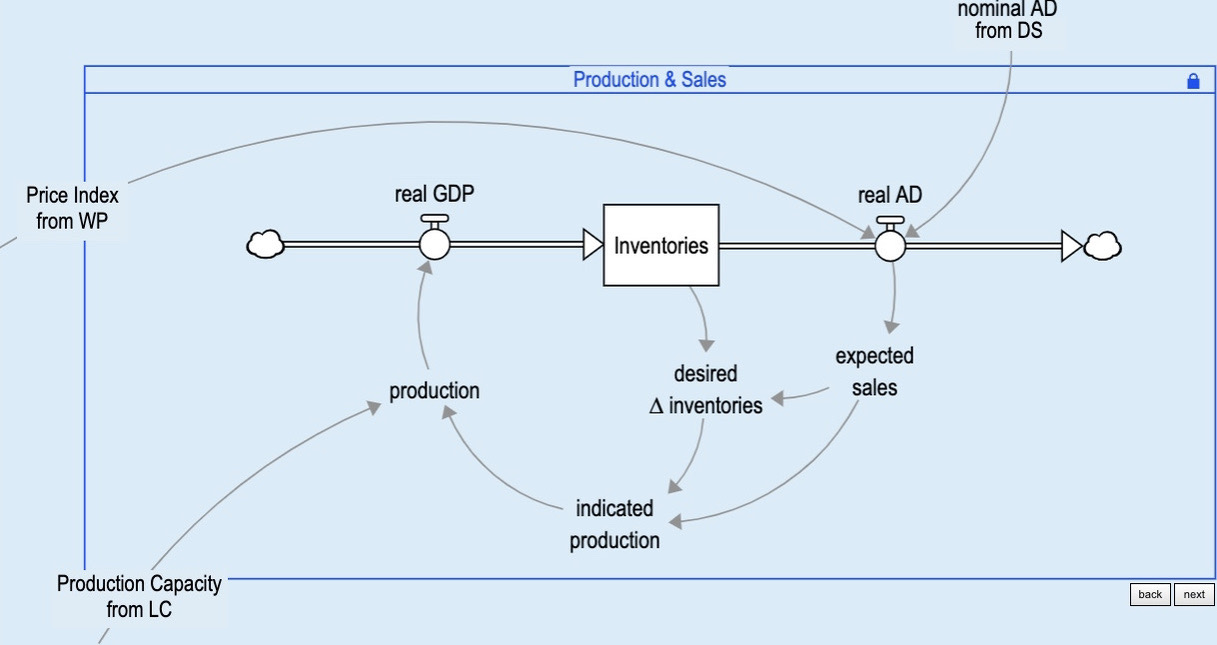 nominal AD
from DS
Production & Sales
Price Index
from WP
real GDP
Inventories
real AD
production
desired
Δ inventories
expected
sales
indicated
production
Production Capacity
from LC
back
next